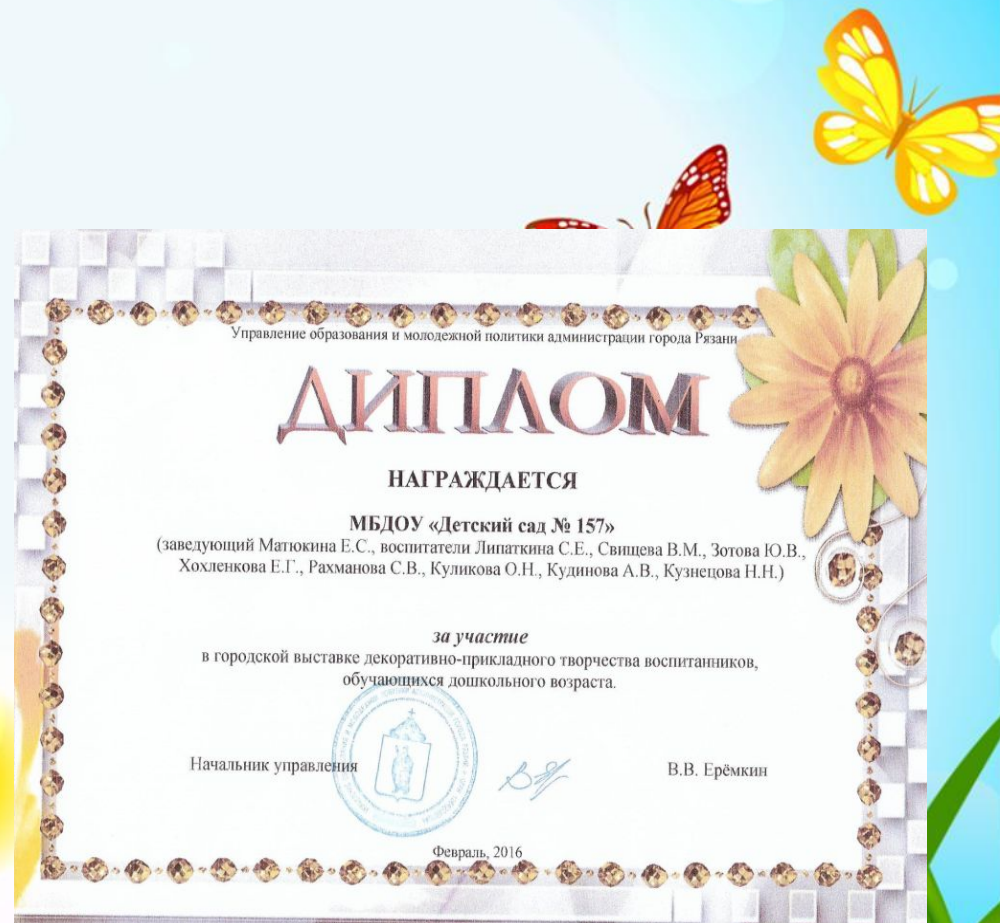 Управление образования и молодежной политики администрации города Рязани
ДИПЛОМ
НАГРАЖДАЕТСЯ
МБДОУ «Детский сад № 157»
(заведующий Матюкина Е.С., воспитатели Липаткина С.Е., Свищева В.М., Зотова Ю.В.,
Хохленкова Е.Г., Рахманова С.В., Куликова О.Н., Кудинова А.В., Кузнецова Н.Н.)
за участие
в городской выставке декоративно-прикладного творчества воспитанников,
обучающихся дошкольного возраста.
Начальник управления
В.В. Ерёмкин
Февраль, 2016